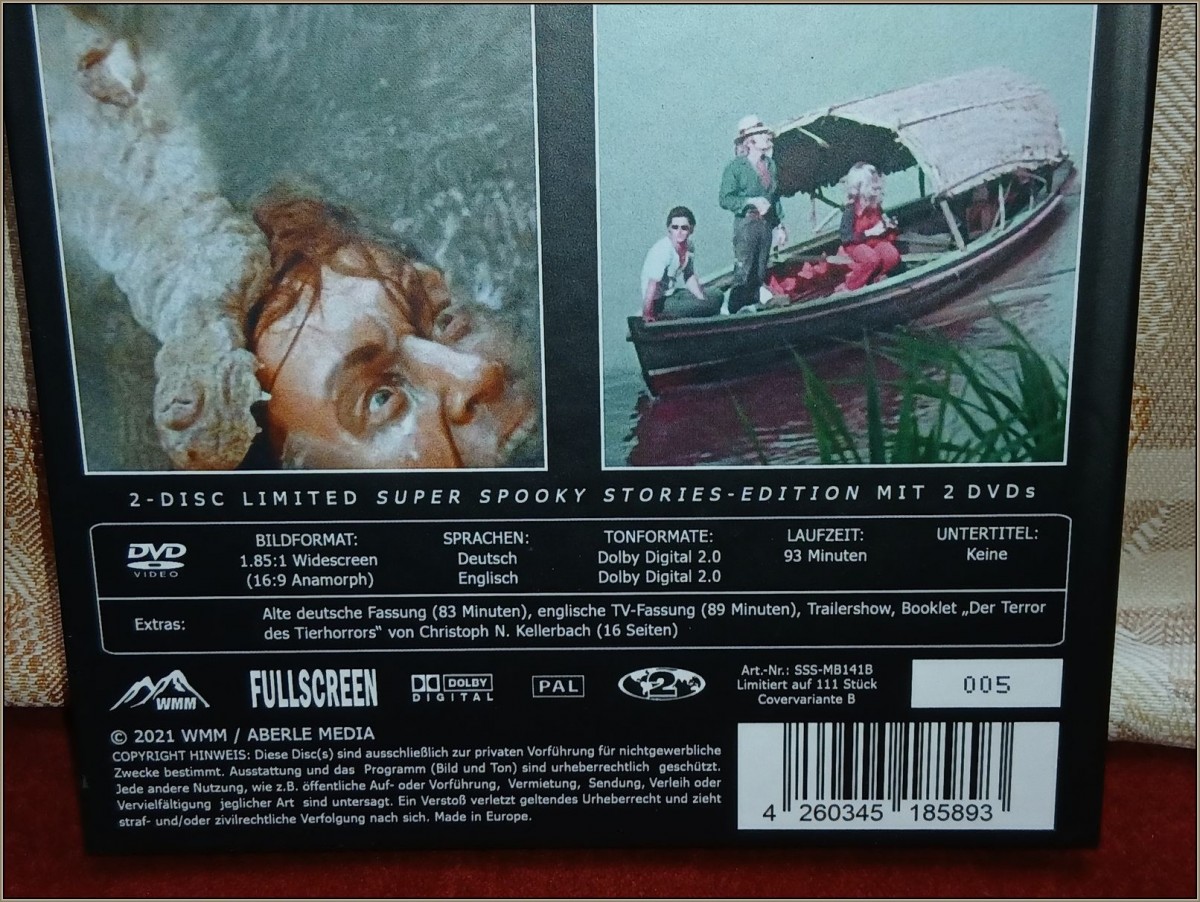 2-DISC LIMITED SUPER SPOOKY STORIES-EDITION MIT 2 DVDs
DVD
VIDEO
BILDFORMAT:
1.85:1 Widescreen
(16:9 Anamorph)
SPRACHEN:
Deutsch
Englisch
TONFORMATE:
Dolby Digital 2.0
Dolby Digital 2.0
LAUFZEIT:
93 Minuten
UNTERTITEL:
Keine
Extras:
Alte deutsche Fassung (83 Minuten), englische TV-Fassung (89 Minuten), Trailershow, Booklet „Der Terror
des Tierhorrors" von Christoph N. Kellerbach (16 Seiten)
WMM
FULLSCREEN
DOLBY
DIGITAL
PAL
2
Art.-Nr.: SSS-MB141B
Limitiert auf 111 Stück
Covervariante B
005
© 2021 WMM / ABERLE MEDIA
COPYRIGHT HINWEIS: Diese Disc(s) sind ausschließlich zur privaten Vorführung für nichtgewerbliche
Zwecke bestimmt. Ausstattung und das Programm (Bild und Ton) sind urheberrechtlich geschützt.
Jede andere Nutzung, wie z.B. öffentliche Auf- oder Vorführung, Vermietung, Sendung, Verleih oder
Vervielfältigung jeglicher Art sind untersagt. Ein Verstoß verletzt geltendes Urheberrecht und zieht
straf- und/oder zivilrechtliche Verfolgung nach sich. Made in Europe.
4 260345 185893